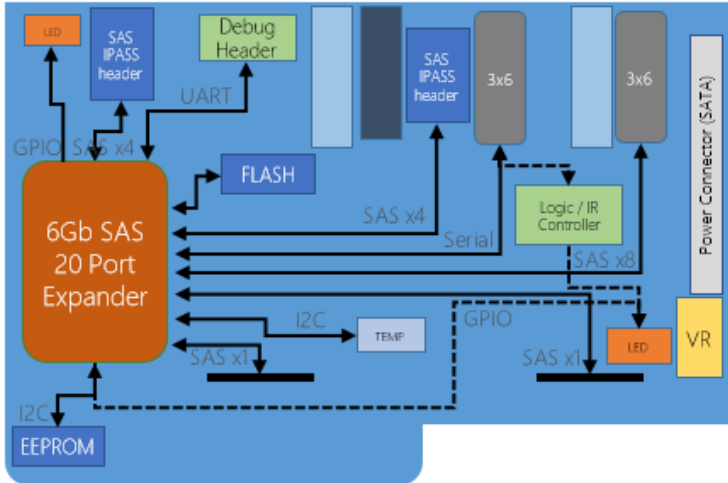 LED
SAS
IPASS
header
Debug
Header
SAS
IPASS
header
3x6
3x6
Power Connector (SATA)
UART
GPIO
SAS x4
FLASH
6Gb SAS
20 Port
Expander
SAS x4
Serial
Logic / IR
Controller
SAS x8
I2C
TEMP
GPIO
SAS x1
SAS x1
LED
VR
I2C
EEPROM